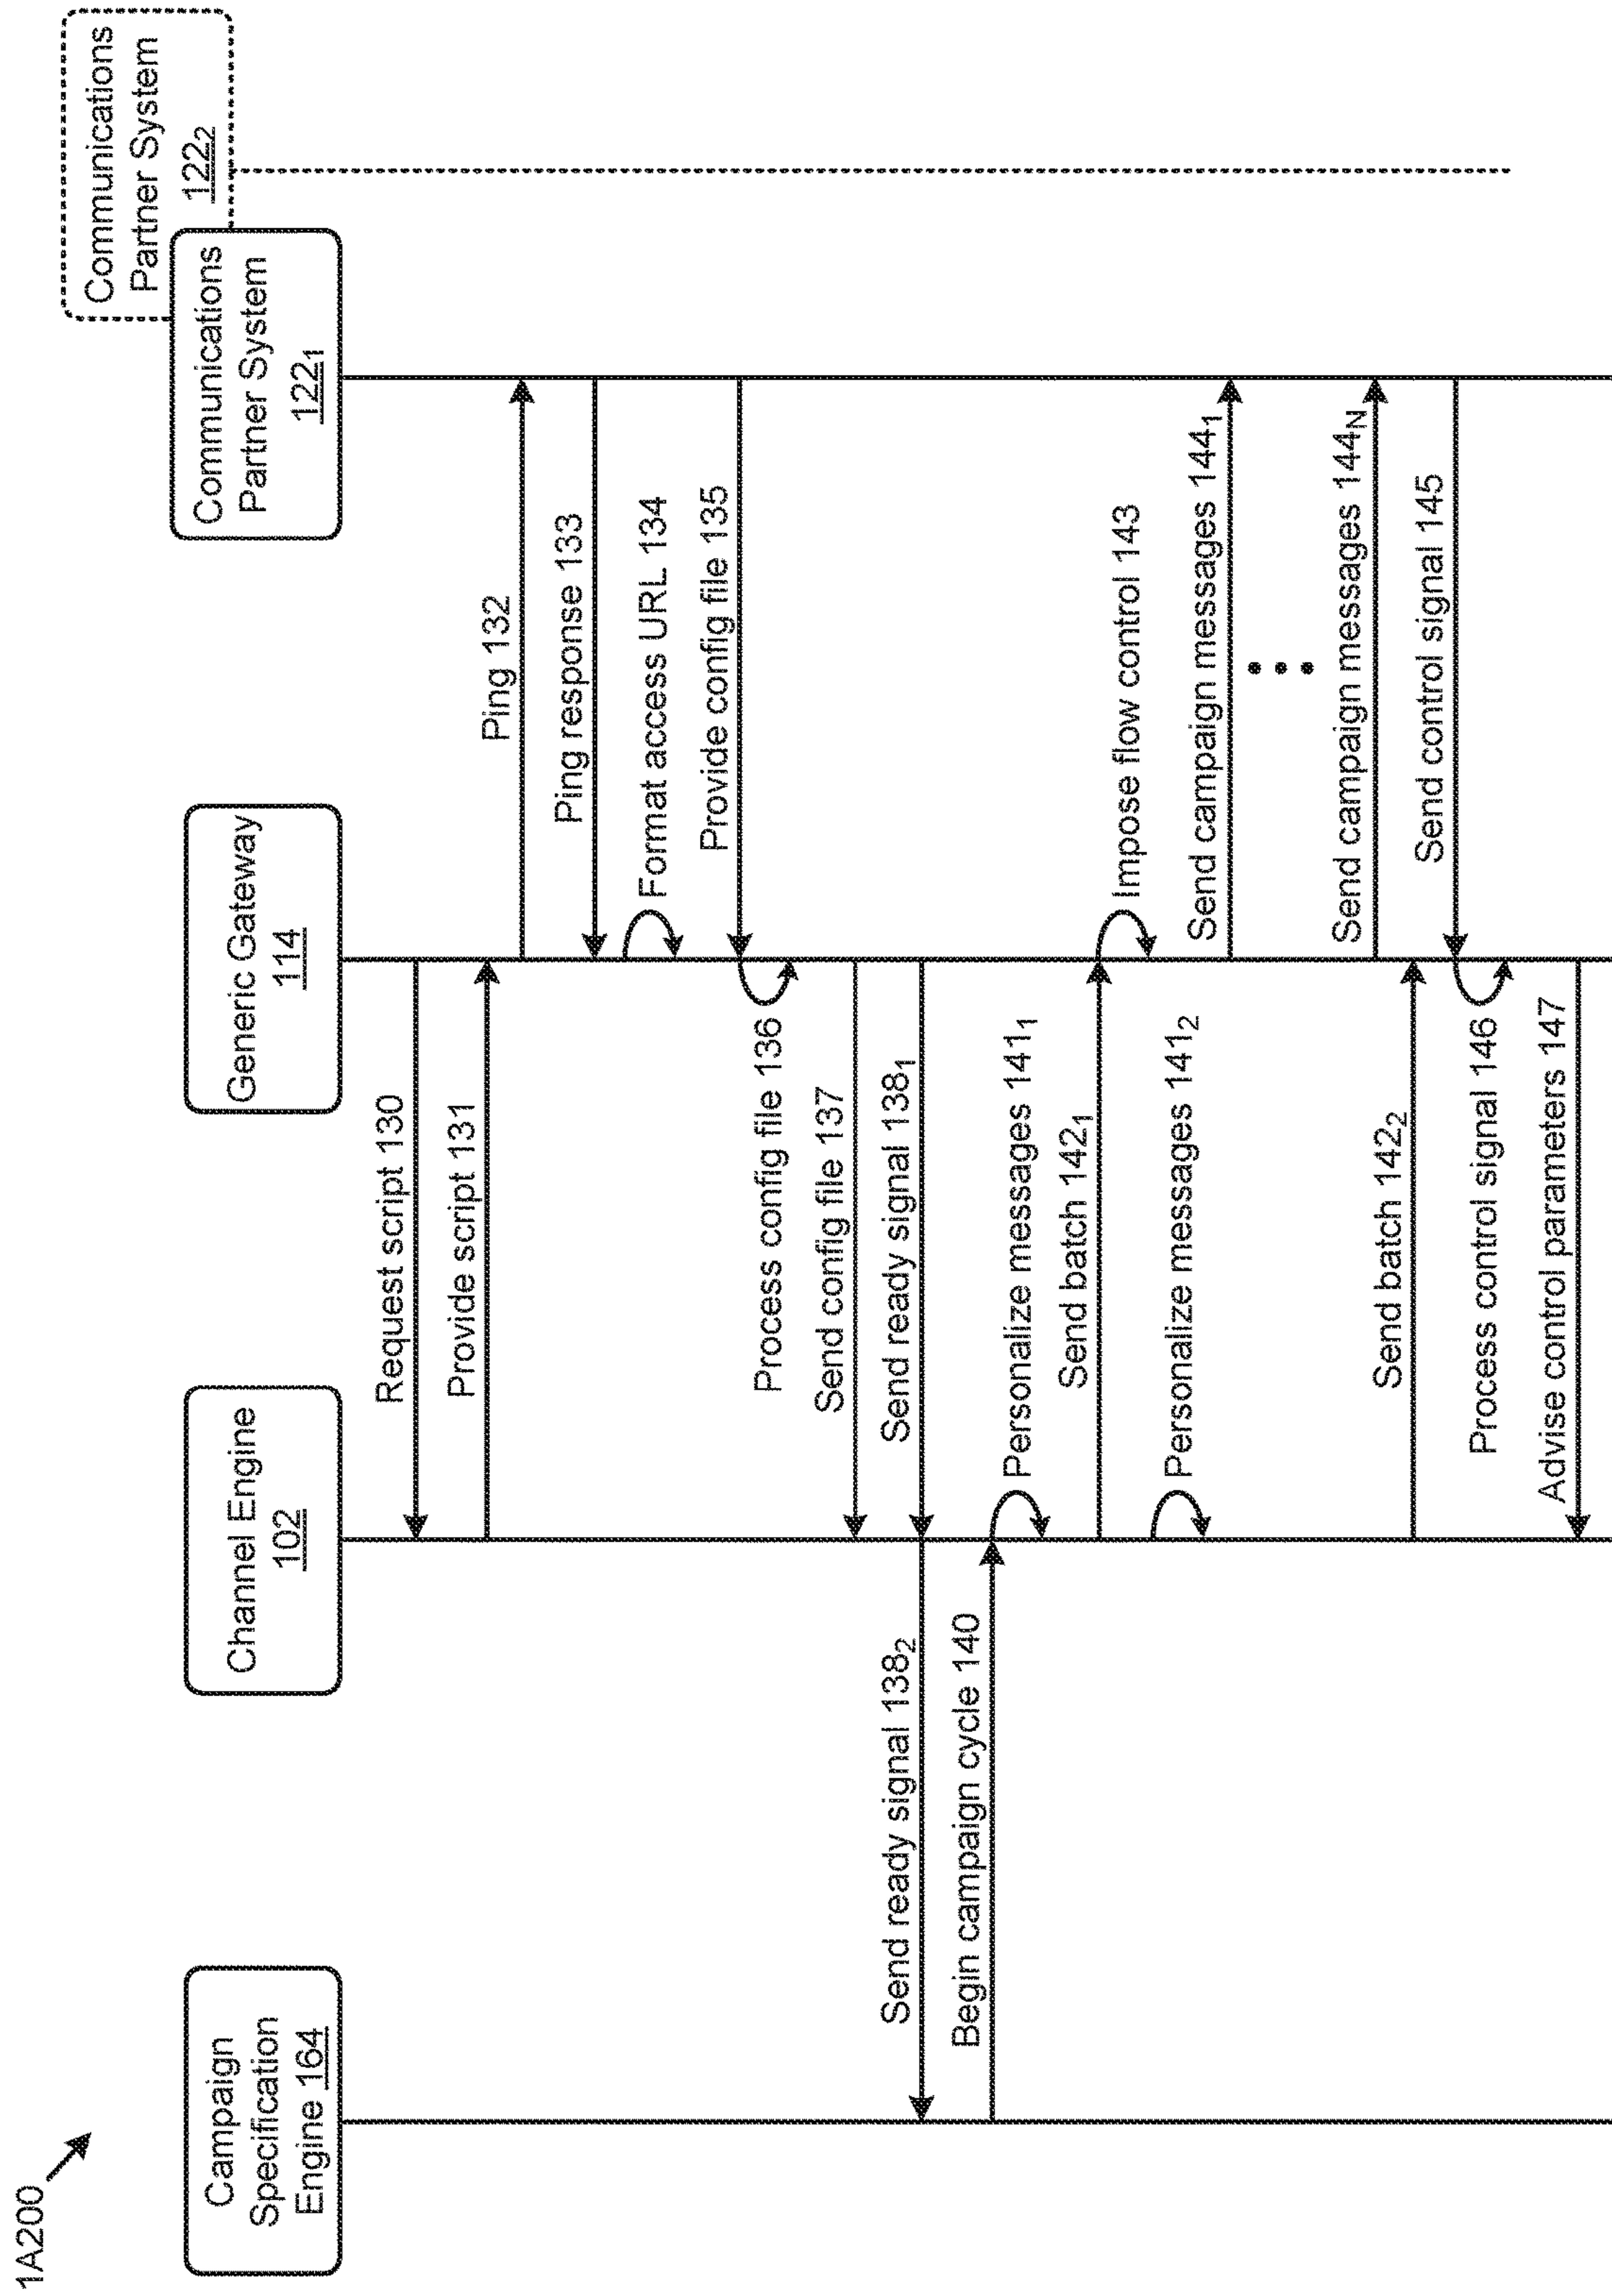 1A200
Campaign
Specification
Engine 164
Channel Engine
102
Generic Gateway
114
Communications
Partner System
122₁
Communications
Partner System
122₂
Request script 130
Provide script 131
Ping 132
Ping response 133
Format access URL 134
Provide config file 135
Process config file 136
Send config file 137
Send ready signal 138₂
Send ready signal 138₁
Begin campaign cycle 140
Personalize messages 141₁
Send batch 142₁
Impose flow control 143
Personalize messages 141₂
Send campaign messages 144₁
• • •
Send campaign messages 144N
Send batch 142₂
Send control signal 145
Process control signal 146
Advise control parameters 147